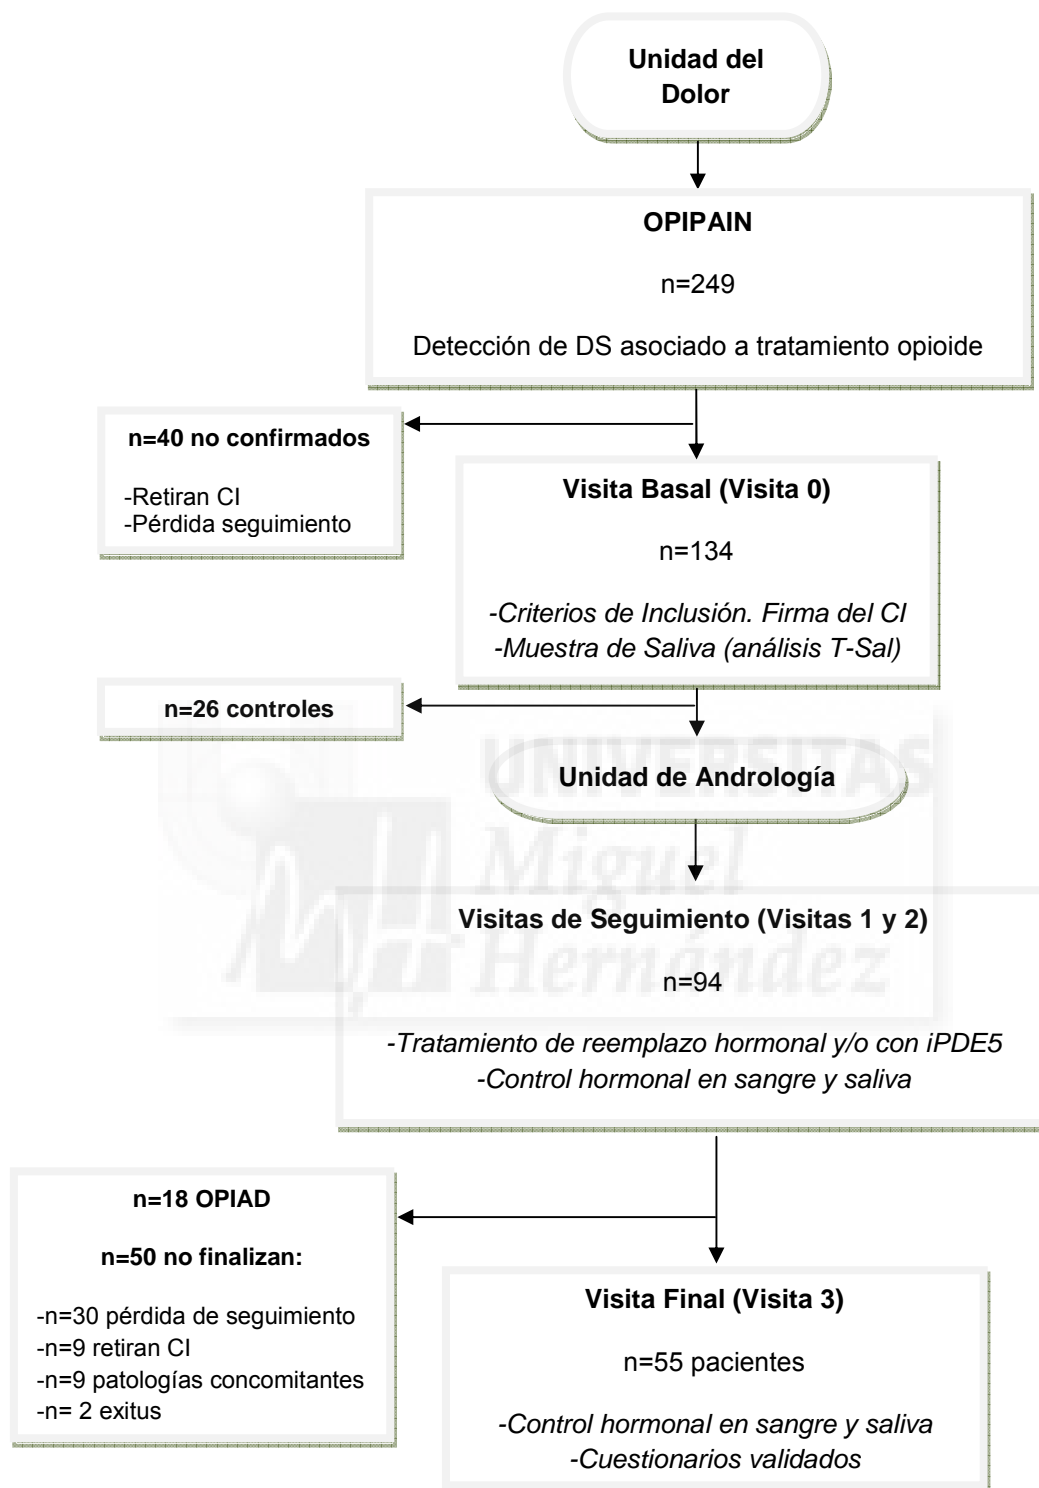 Unidad del
Dolor
OPIPAIN
n=249
Detección de DS asociado a tratamiento opioide
n=40 no confirmados
-Retiran CI
-Pérdida seguimiento
Visita Basal (Visita 0)
n=134
-Criterios de Inclusión. Firma del CI
-Muestra de Saliva (análisis T-Sal)
n=26 controles
UNIVERSITAS
Miguel
Hernández
Unidad de Andrología
Visitas de Seguimiento (Visitas 1 y 2)
n=94
-Tratamiento de reemplazo hormonal y/o con iPDE5
-Control hormonal en sangre y saliva
n=18 OPIAD
n=50 no finalizan:
-n=30 pérdida de seguimiento
-n=9 retiran CI
-n=9 patologías concomitantes
-n= 2 exitus
Visita Final (Visita 3)
n=55 pacientes
-Control hormonal en sangre y saliva
-Cuestionarios validados